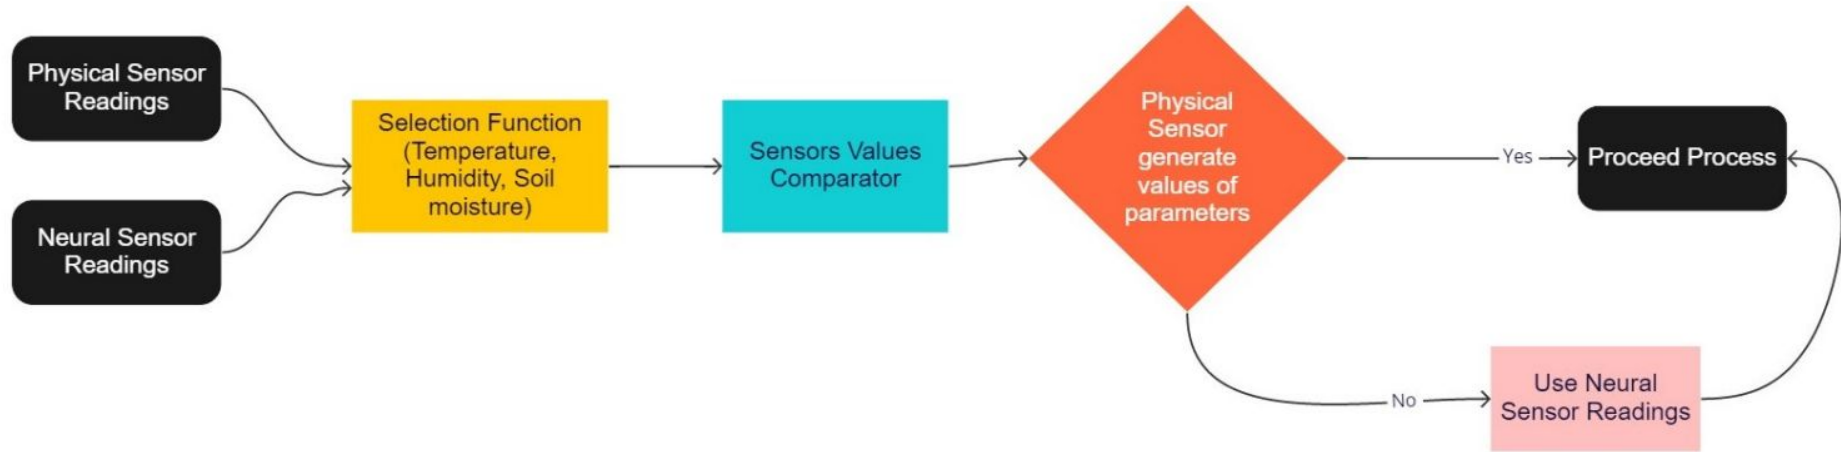 Physical Sensor
Readings
Neural Sensor
Readings
Selection Function
(Temperature,
Humidity, Soil
moisture)
Sensors Values
Comparator
Physical
Sensor
generate
values of
parameters
Yes
Proceed Process
No
Use Neural
Sensor Readings